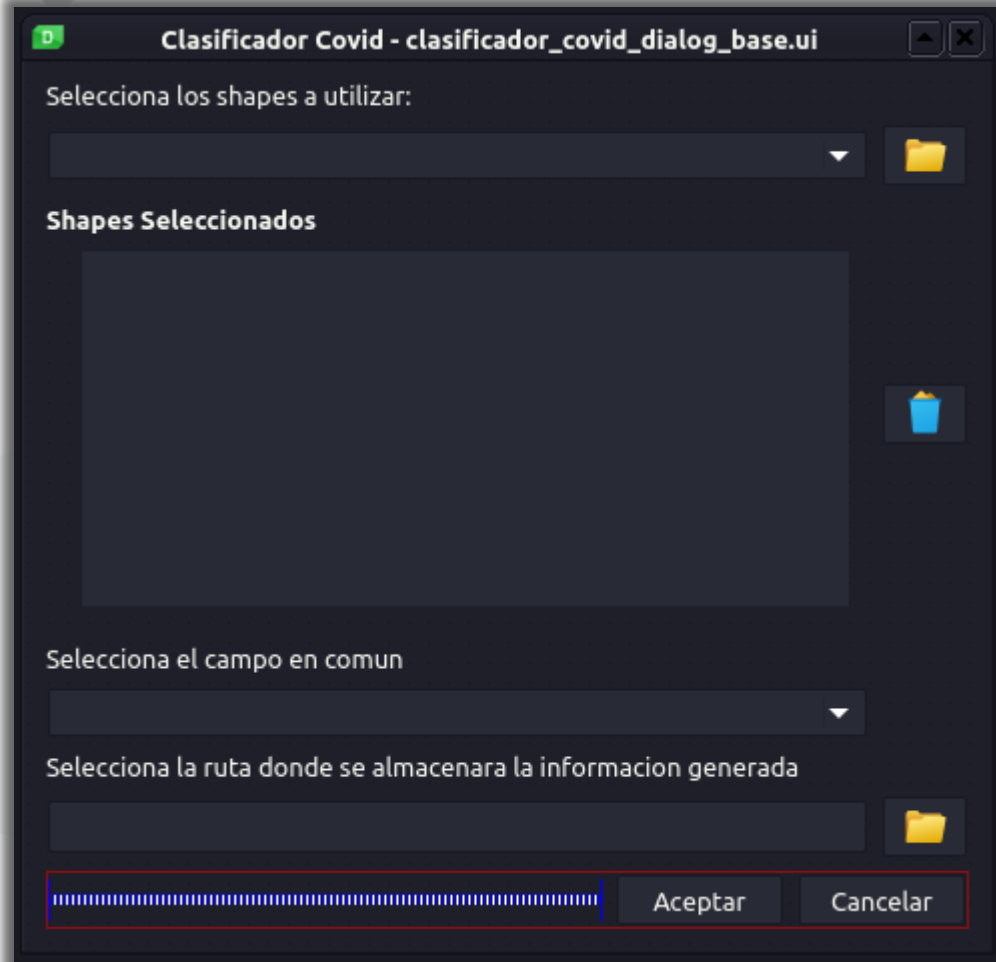 D
Clasificador Covid - clasificador_covid_dialog_base.ui
Selecciona los shapes a utilizar:
Shapes Seleccionados
Selecciona el campo en comun
Selecciona la ruta donde se almacenara la informacion generada
Aceptar Cancelar